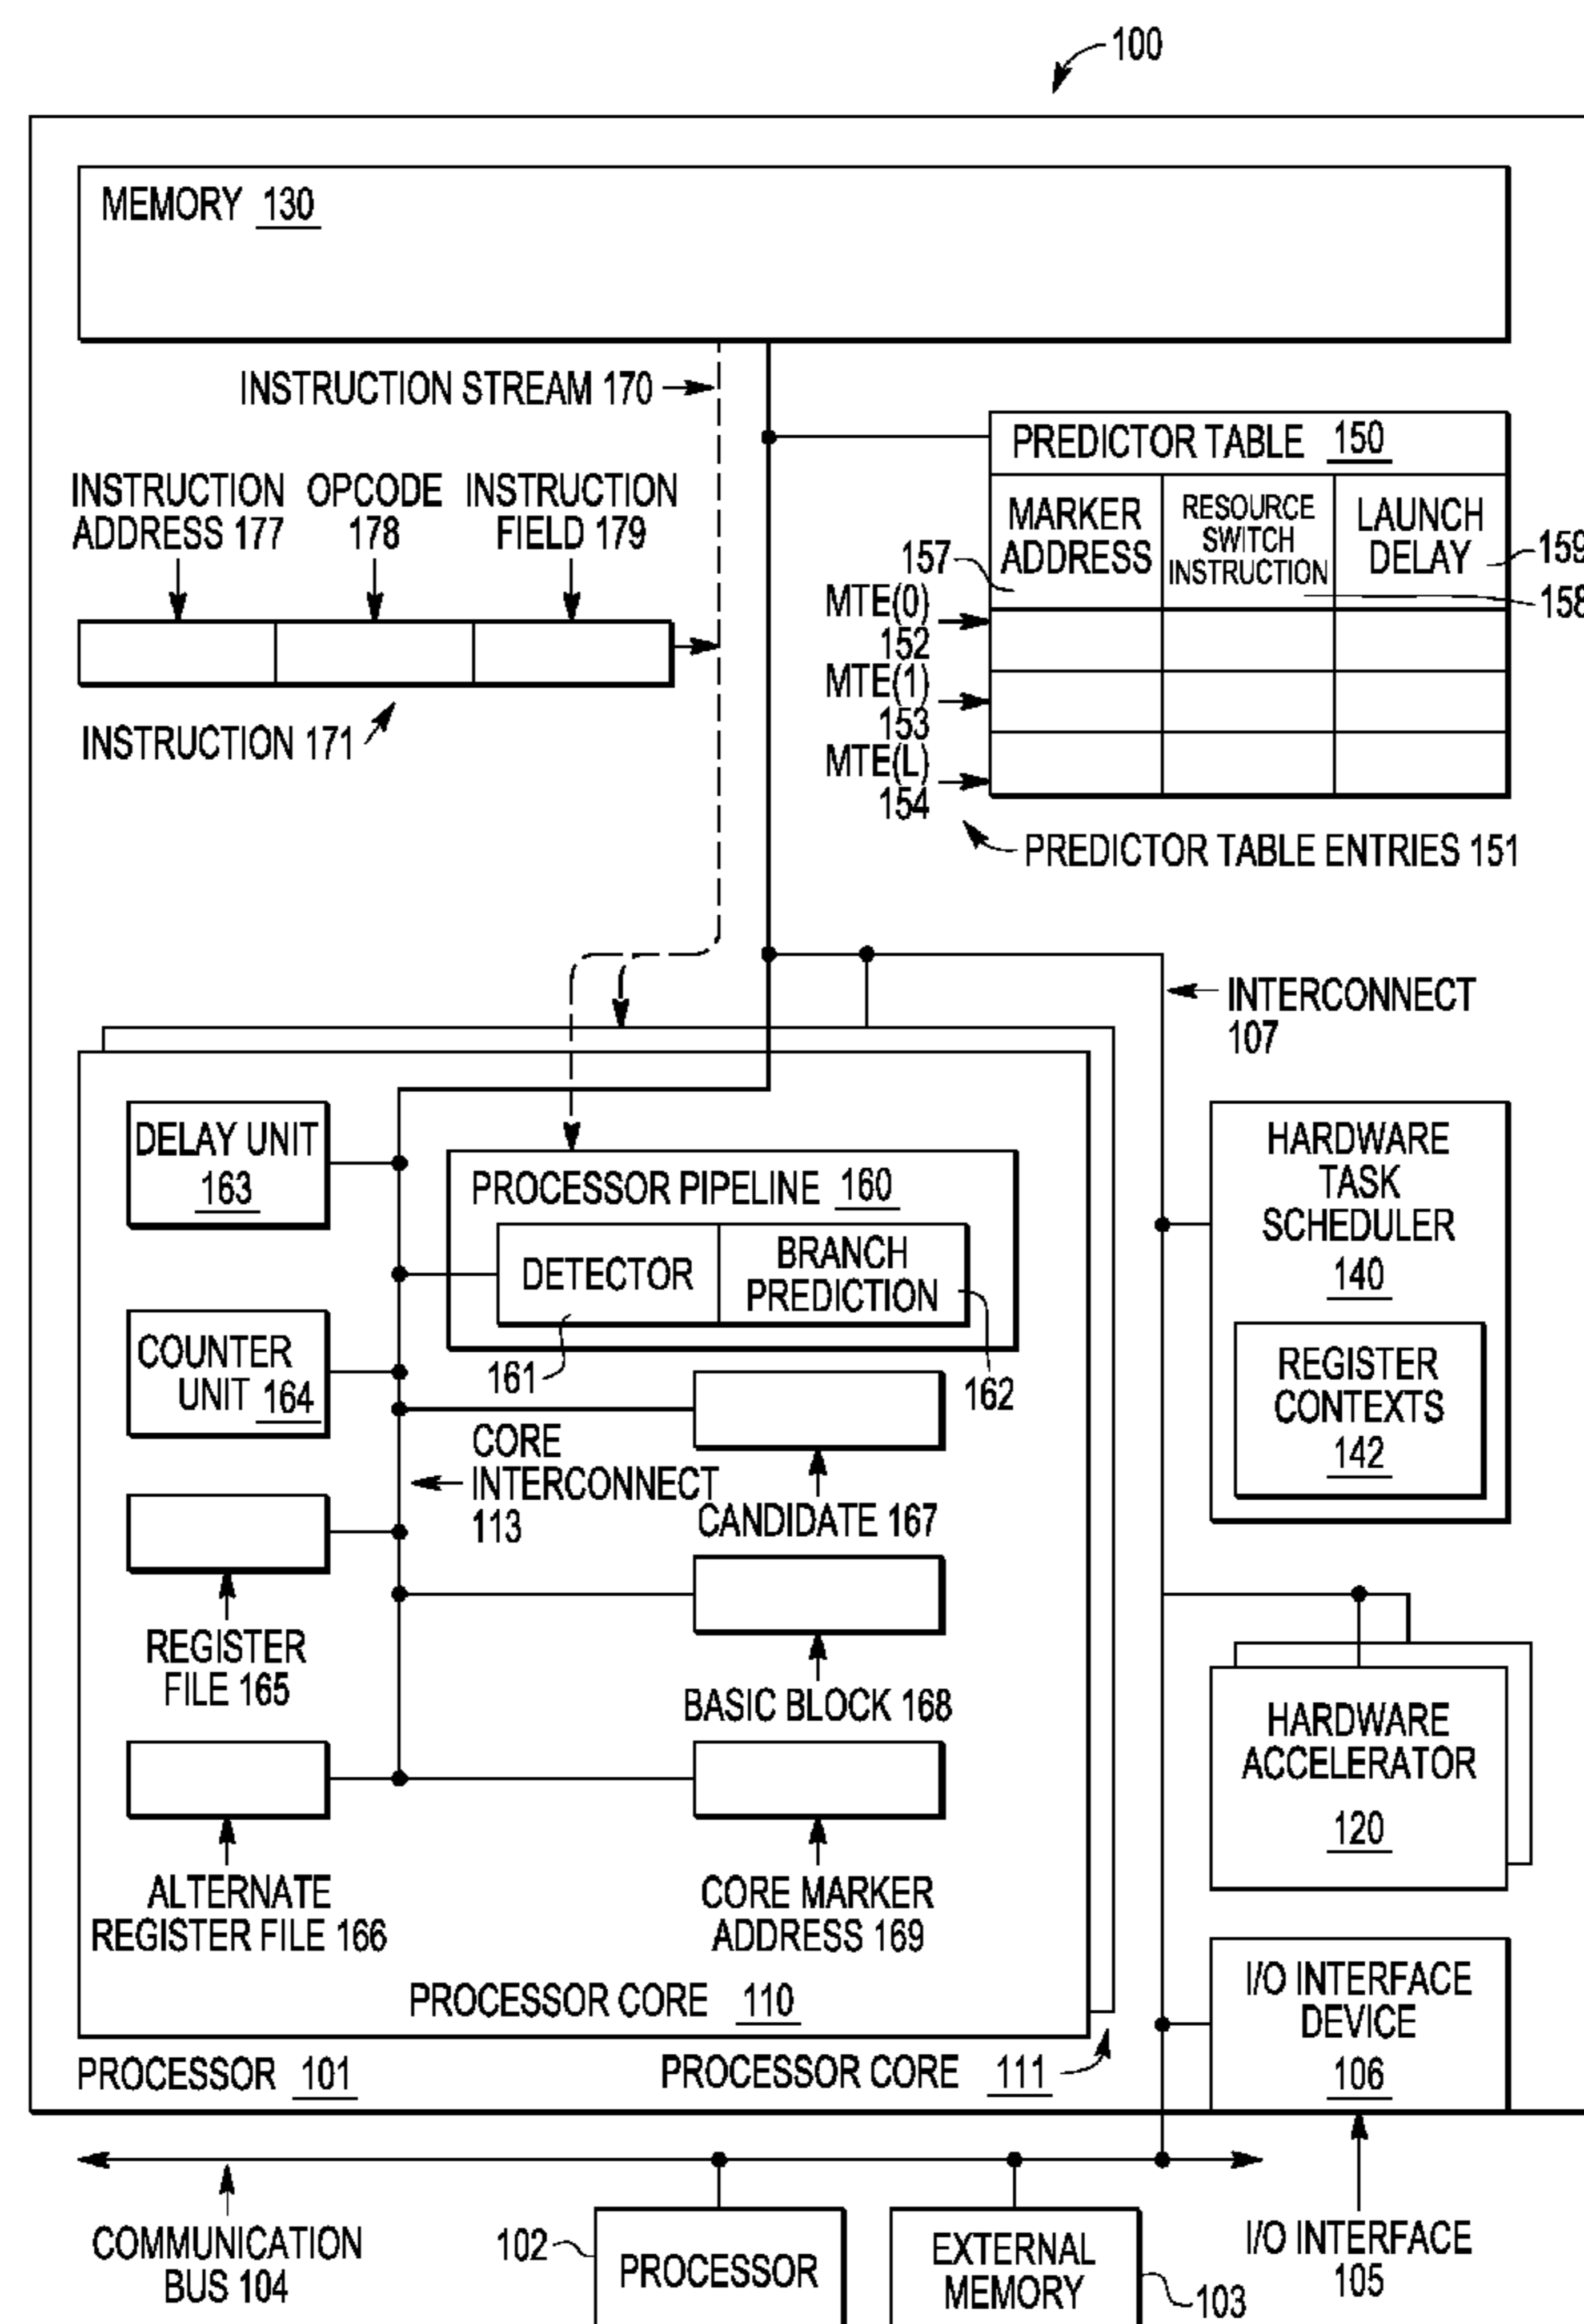 100
MEMORY 130
INSTRUCTION STREAM 170
PREDICTOR TABLE 150
MARKER
ADDRESS
RESOURCE
SWITCH
INSTRUCTION
LAUNCH
DELAY
157
159
158
INSTRUCTION
ADDRESS 177
OPCODE
178
INSTRUCTION
FIELD 179
INSTRUCTION 171
MTE(0)
152
MTE(1)
153
MTE(L)
154
PREDICTOR TABLE ENTRIES 151
INTERCONNECT
107
DELAY UNIT
163
PROCESSOR PIPELINE 160
DETECTOR
BRANCH
PREDICTION
161
162
COUNTER
UNIT 164
CORE
INTERCONNECT
113
CANDIDATE 167
REGISTER
FILE 165
BASIC BLOCK 168
ALTERNATE
REGISTER FILE 166
CORE MARKER
ADDRESS 169
PROCESSOR CORE 110
HARDWARE
TASK
SCHEDULER
140
REGISTER
CONTEXTS
142
HARDWARE
ACCELERATOR
120
I/O INTERFACE
DEVICE
106
PROCESSOR 101
PROCESSOR CORE 111
COMMUNICATION
BUS 104
102
PROCESSOR
EXTERNAL
MEMORY
103
I/O INTERFACE
105